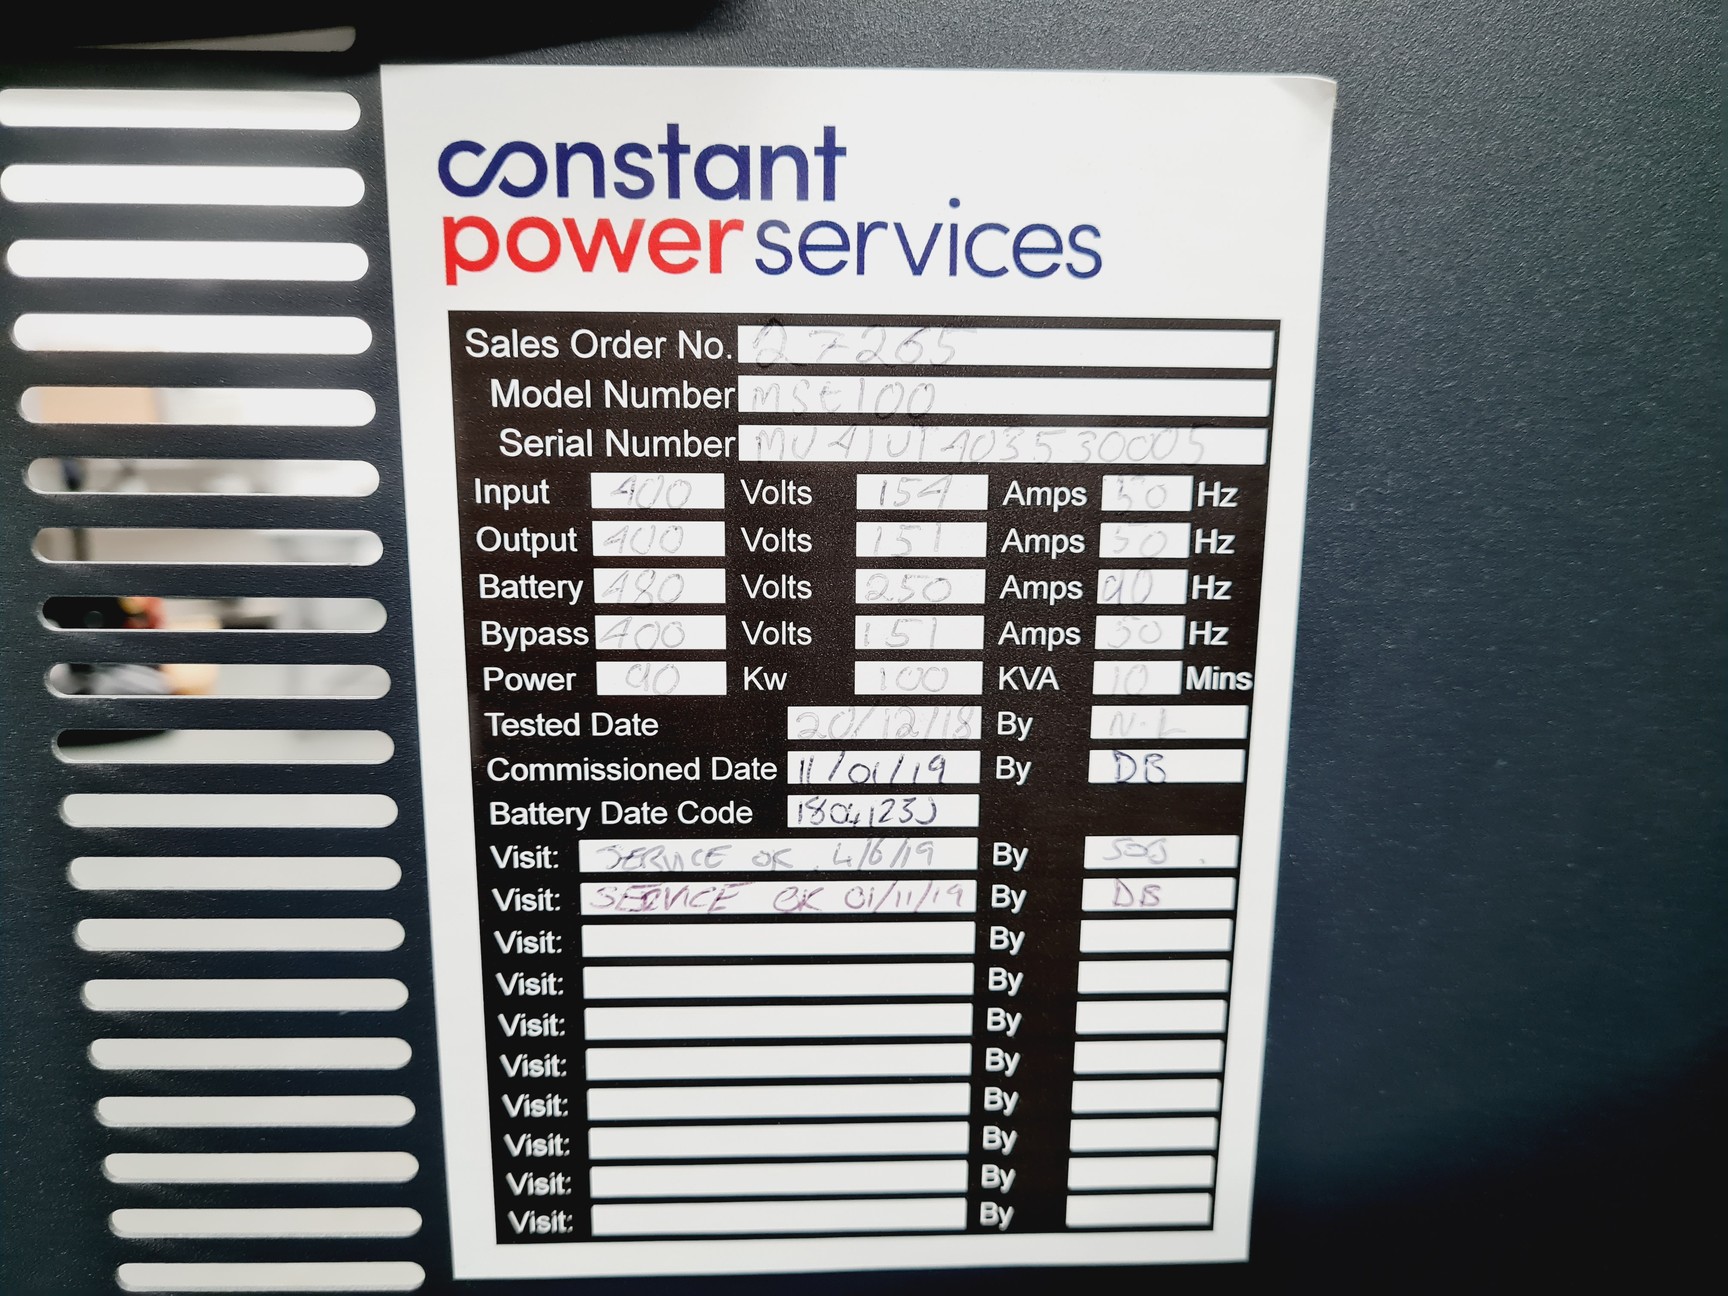 constant
powerservices
Sales Order No. 27265
Model Number MSt100
Serial Number
Input 400 Volts 154 Amps 50 Hz
Output 400 Volts 151 Amps 50 Hz
Battery 480 Volts 250 Amps Hz
Bypass 400 Volts 151 Amps 50 Hz
Power 90 Kw 100 KVA 10 Mins
Tested Date 20/12/18 By N.L
Commissioned Date 11/01/19 By DB
Battery Date Code
Visit: SERVICE OK 4/6/19 By
Visit: SERVICE OK 01/11/19 By DB
Visit: By
Visit: By
Visit: By
Visit: By
Visit: By
Visit: By
Visit: By
Visit: By